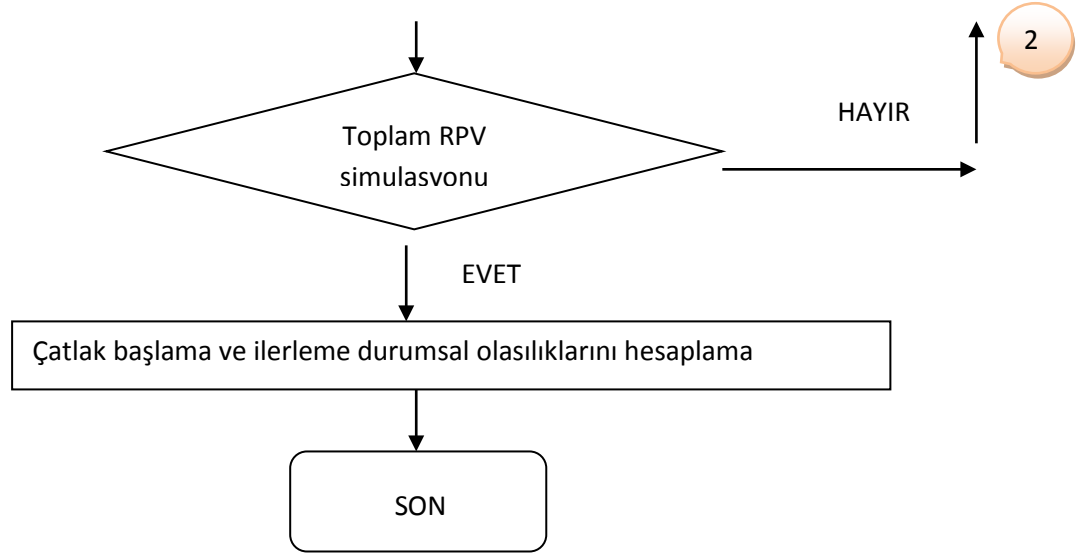 2
HAYIR
Toplam RPV
simulasvonu
EVET
Çatlak başlama ve ilerleme durumsal olasılıklarını hesaplama
SON